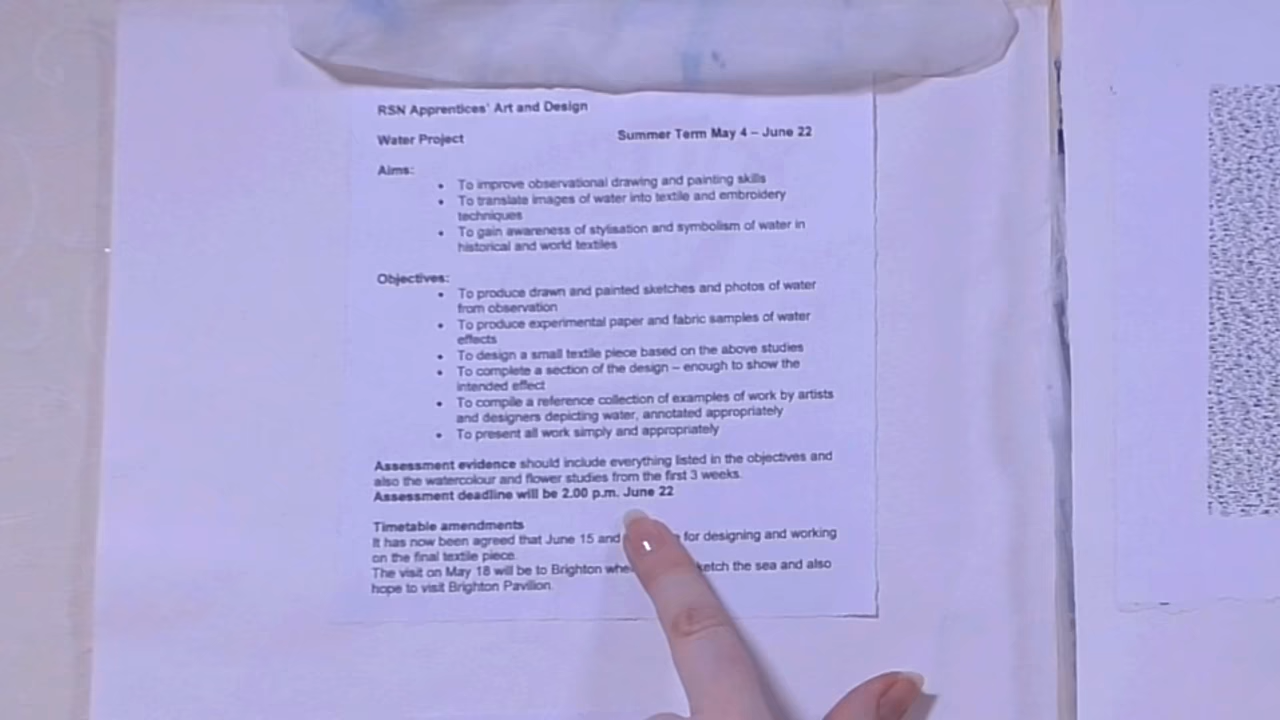 RSN Apprentices' Art and Design
Water Project Summer Term May 4 – June 22
Aims:
• To improve observational drawing and painting skills
• To translate images of water into textile and embroidery
techniques
• To gain awareness of stylisation and symbolism of water in
historical and world textiles
Objectives:
• To produce drawn and painted sketches and photos of water
from observation
• To produce experimental paper and fabric samples of water
effects
• To design a small textile piece based on the above studies
• To complete a section of the design – enough to show the
intended effect
• To compile a reference collection of examples of work by artists
and designers depicting water, annotated appropriately
• To present all work simply and appropriately
Assessment evidence should include everything listed in the objectives and
also the watercolour and flower studies from the first 3 weeks.
Assessment deadline will be 2.00 p.m. June 22
Timetable amendments
It has now been agreed that June 15 and for designing and working
on the final textile piece.
The visit on May 18 will be to Brighton the sea and also
hope to visit Brighton Pavilion.